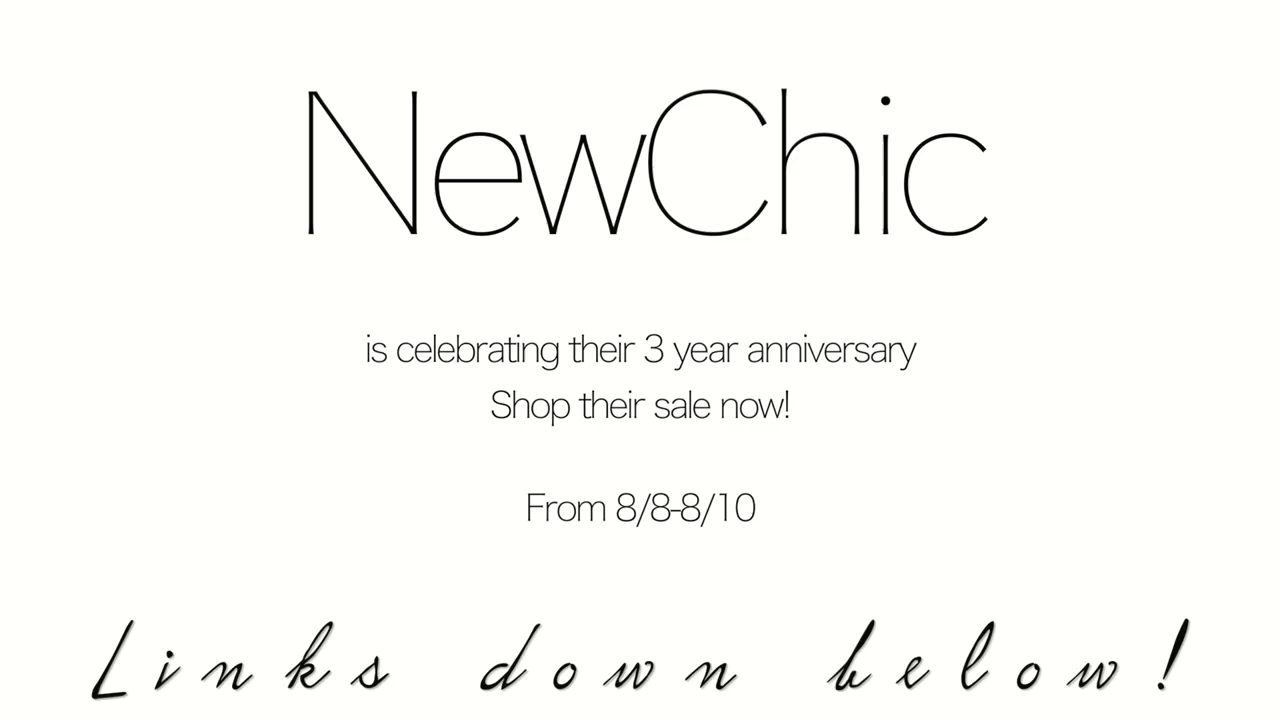 NewChic
is celebrating their 3 year anniversary
Shop their sale now!
From 8/8-8/10
Links down below!